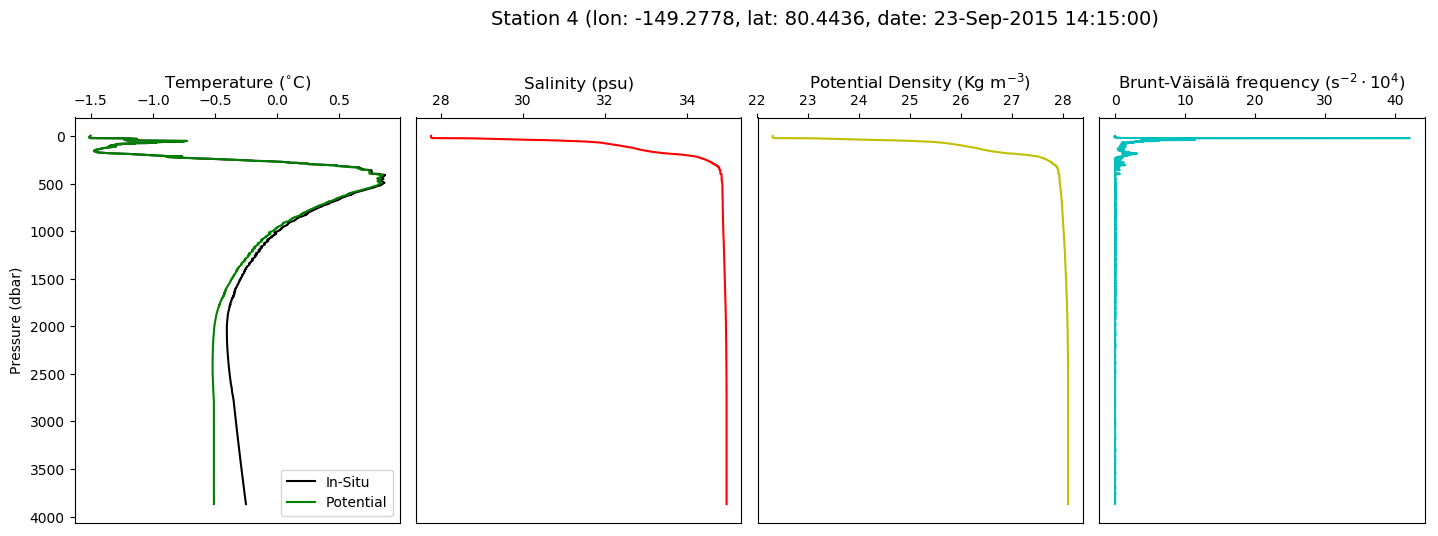 Station 4 (lon: -149.2778, lat: 80.4436, date: 23-Sep-2015 14:15:00)
Temperature (°C)
−1.5 −1.0 −0.5 0.0 0.5
Salinity (psu)
28 30 32 34
Potential Density (Kg m⁻³)
22 23 24 25 26 27 28
Brunt-Väisälä frequency (s⁻² · 10⁴)
0 10 20 30 40
Pressure (dbar)
0
500
1000
1500
2000
2500
3000
3500
4000
In-Situ
Potential